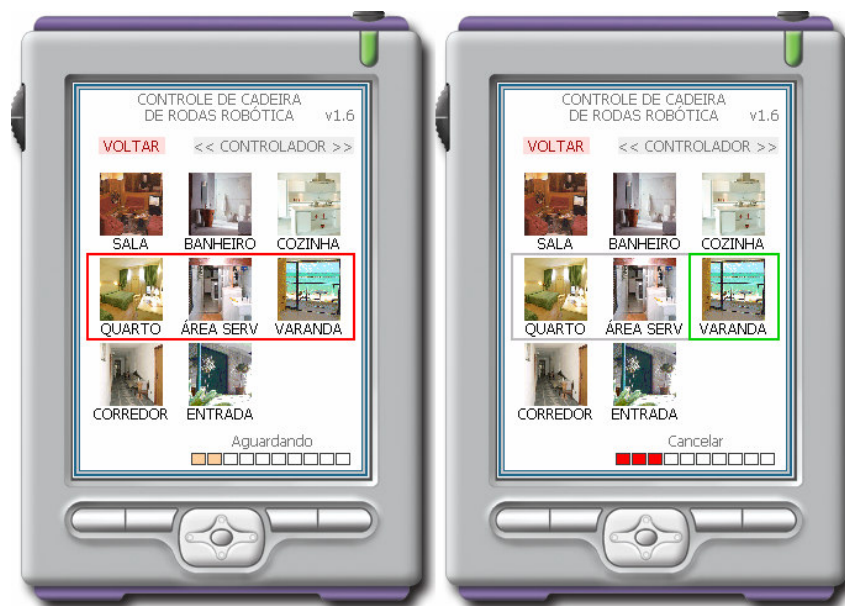 CONTROLE DE CADEIRA
DE RODAS ROBÓTICA v1.6
VOLTAR << CONTROLADOR >>
SALA BANHEIRO COZINHA
QUARTO ÁREA SERV VARANDA
CORREDOR ENTRADA
Aguardando
CONTROLE DE CADEIRA
DE RODAS ROBÓTICA v1.6
VOLTAR << CONTROLADOR >>
SALA BANHEIRO COZINHA
QUARTO ÁREA SERV VARANDA
CORREDOR ENTRADA
Cancelar